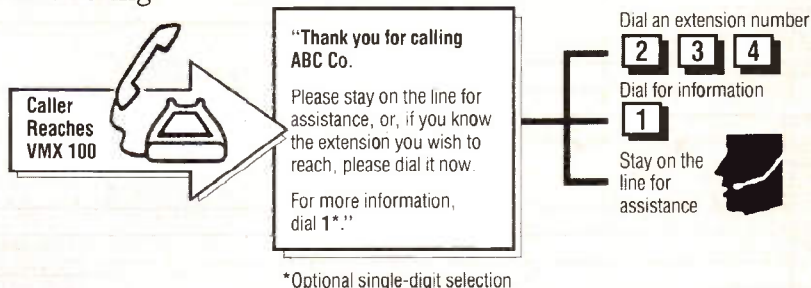 Caller
Reaches
VMX 100
“Thank you for calling
ABC Co.
Please stay on the line for
assistance, or, if you know
the extension you wish to
reach, please dial it now.
For more information,
dial 1*.”
*Optional single-digit selection
Dial an extension number
2 3 4
Dial for information
1
Stay on the
line for
assistance